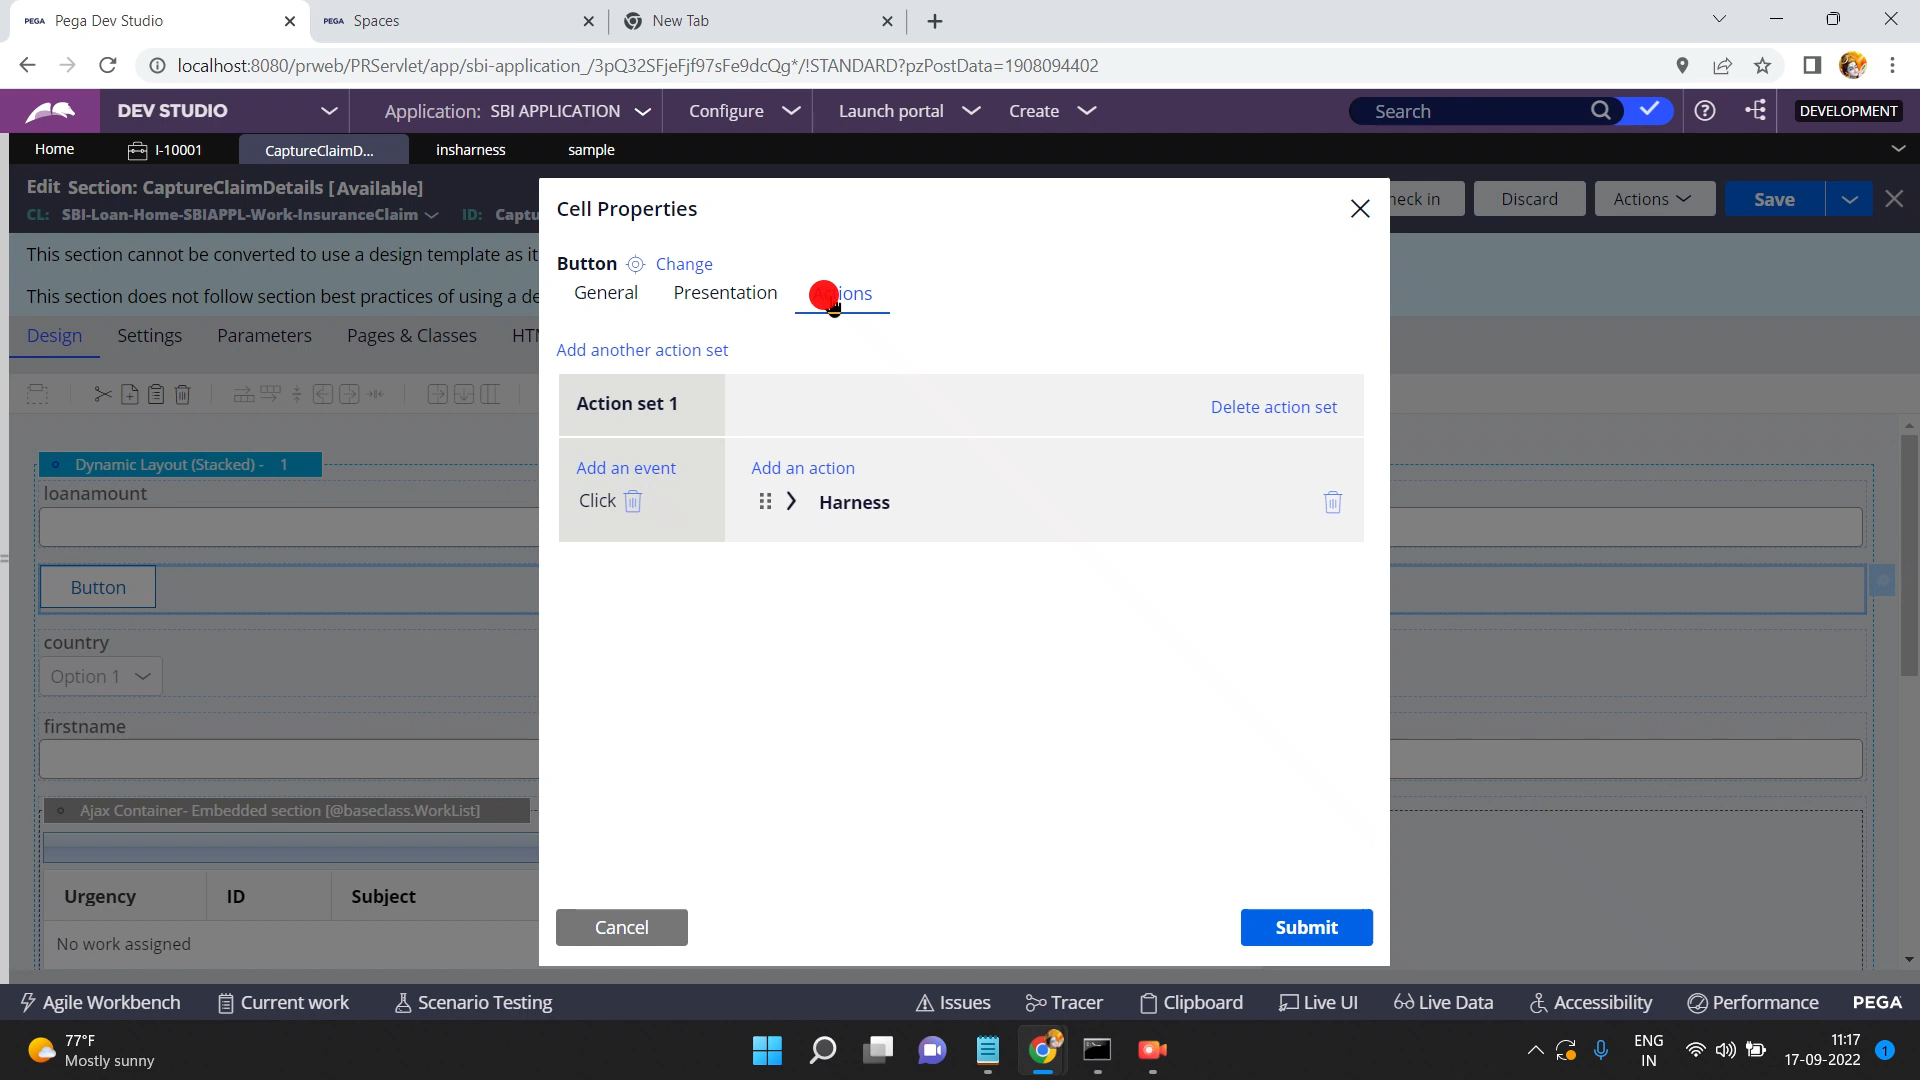 PEGA Pega Dev Studio
PEGA Spaces
New Tab
localhost:8080/prweb/PRServlet/app/sbi-application_/3pQ32SFjeFjf97sFe9dcQg*/!STANDARD?pzPostData=1908094402
DEV STUDIO
Application: SBI APPLICATION
Configure
Launch portal
Create
Search
DEVELOPMENT
Home
I-10001
CaptureClaimD...
insharness
sample
Edit Section: CaptureClaimDetails [Available]
CL: SBI-Loan-Home-SBIAPPL-Work-InsuranceClaim ID: Captu
eck in
Discard
Actions
Save
This section cannot be converted to use a design template as it
This section does not follow section best practices of using a de
Design
Settings
Parameters
Pages & Classes
HTM
Cell Properties
Button Change
General
Presentation
Actions
Add another action set
Action set 1
Delete action set
Add an event
Add an action
Click
Harness
Cancel
Submit
Dynamic Layout (Stacked) - 1
loanamount
Button
country
Option 1
firstname
Ajax Container- Embedded section [@baseclass.WorkList]
Urgency
ID
Subject
No work assigned
Agile Workbench
Current work
Scenario Testing
Issues
Tracer
Clipboard
Live UI
Live Data
Accessibility
Performance
PEGA
77°F
Mostly sunny
ENG
IN
11:17
17-09-2022
1